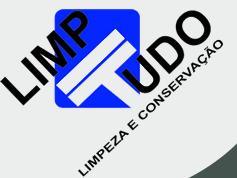 LIMP TUDO
LIMPEZA E CONSERVAÇÃO